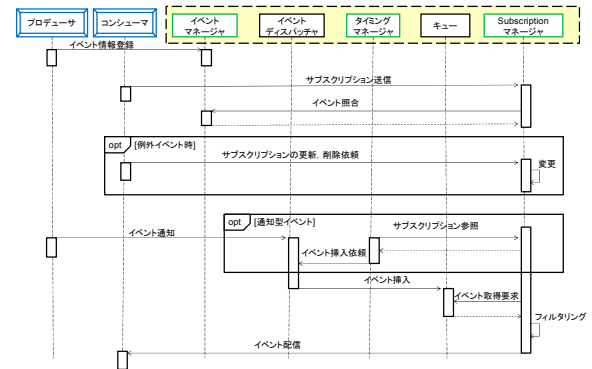 プロデューサ
コンシューマ
イベント
マネージャ
イベント
ディスパッチャ
タイミング
マネージャ
キュー
Subscription
マネージャ
イベント情報登録
サブスクリプション送信
イベント照合
opt
[例外イベント時]
サブスクリプションの更新, 削除依頼
変更
opt
[通知型イベント]
サブスクリプション参照
イベント通知
イベント挿入依頼
イベント挿入
イベント取得要求
フィルタリング
イベント配信